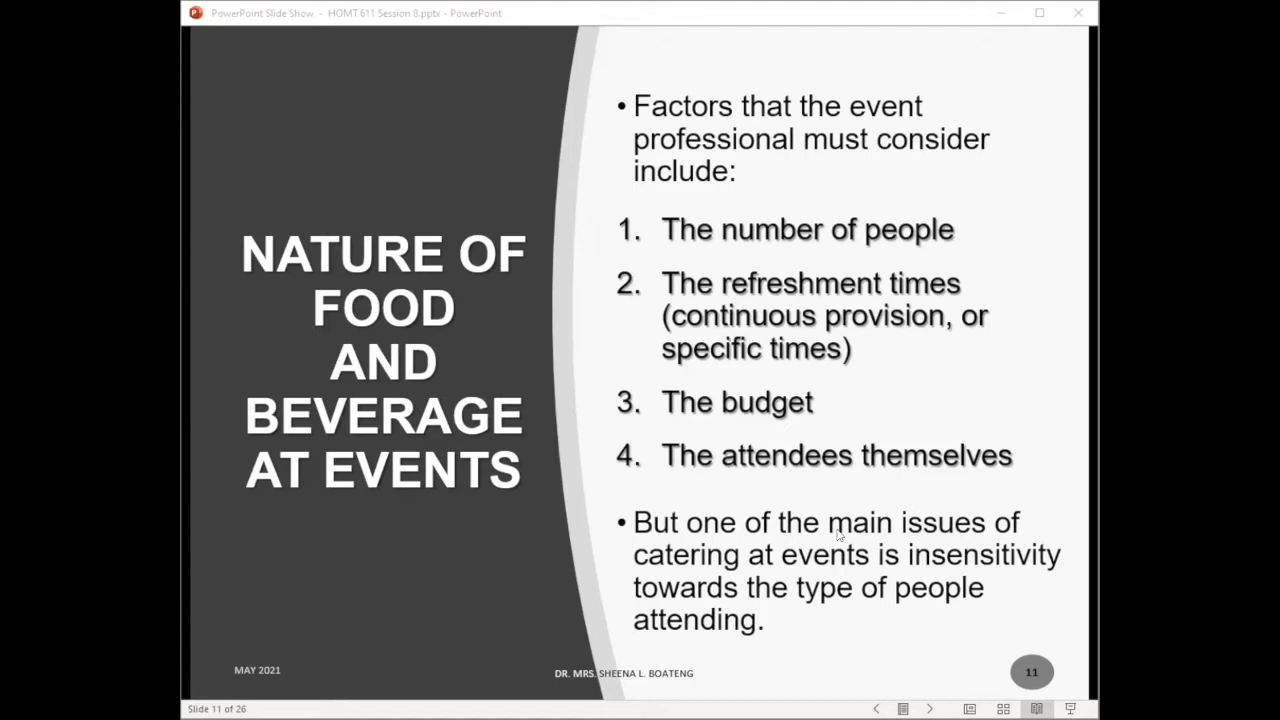 PowerPoint Slide Show - HOMT 611 Session 8.pptx - PowerPoint
NATURE OF
FOOD
AND
BEVERAGE
AT EVENTS
• Factors that the event
professional must consider
include:
1. The number of people
2. The refreshment times
(continuous provision, or
specific times)
3. The budget
4. The attendees themselves
• But one of the main issues of
catering at events is insensitivity
towards the type of people
attending.
MAY 2021
DR. MRS. SHEENA L. BOATENG
11
Slide 11 of 26